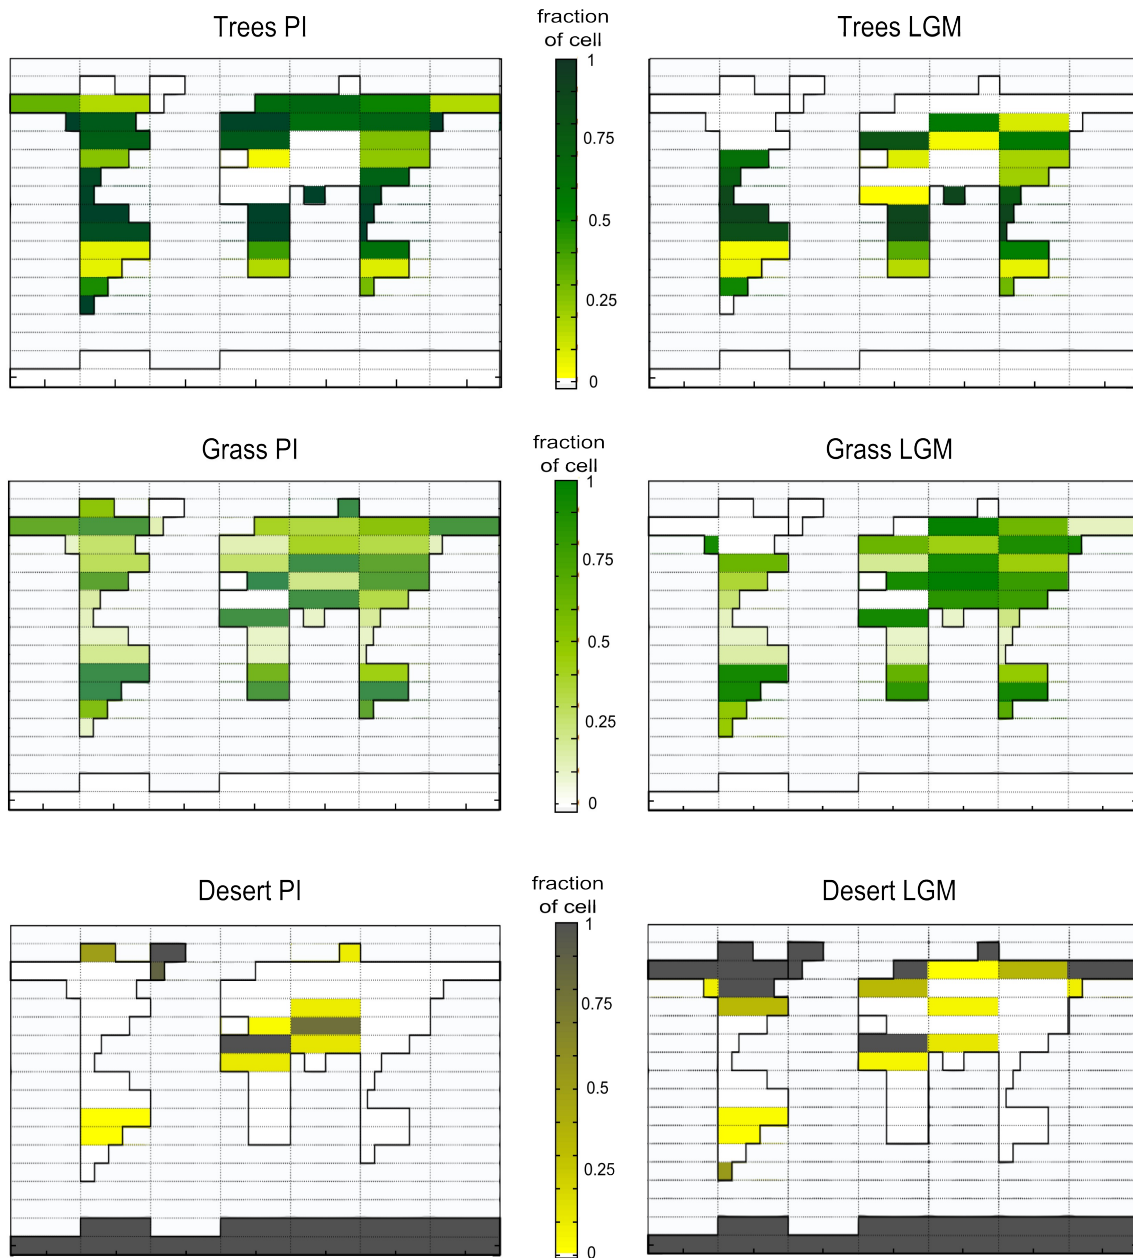 Trees PI
fraction
of cell
Trees LGM
1
0.75
0.5
0.25
0
Grass PI
fraction
of cell
Grass LGM
1
0.75
0.5
0.25
0
Desert PI
fraction
of cell
Desert LGM
1
0.75
0.5
0.25
0